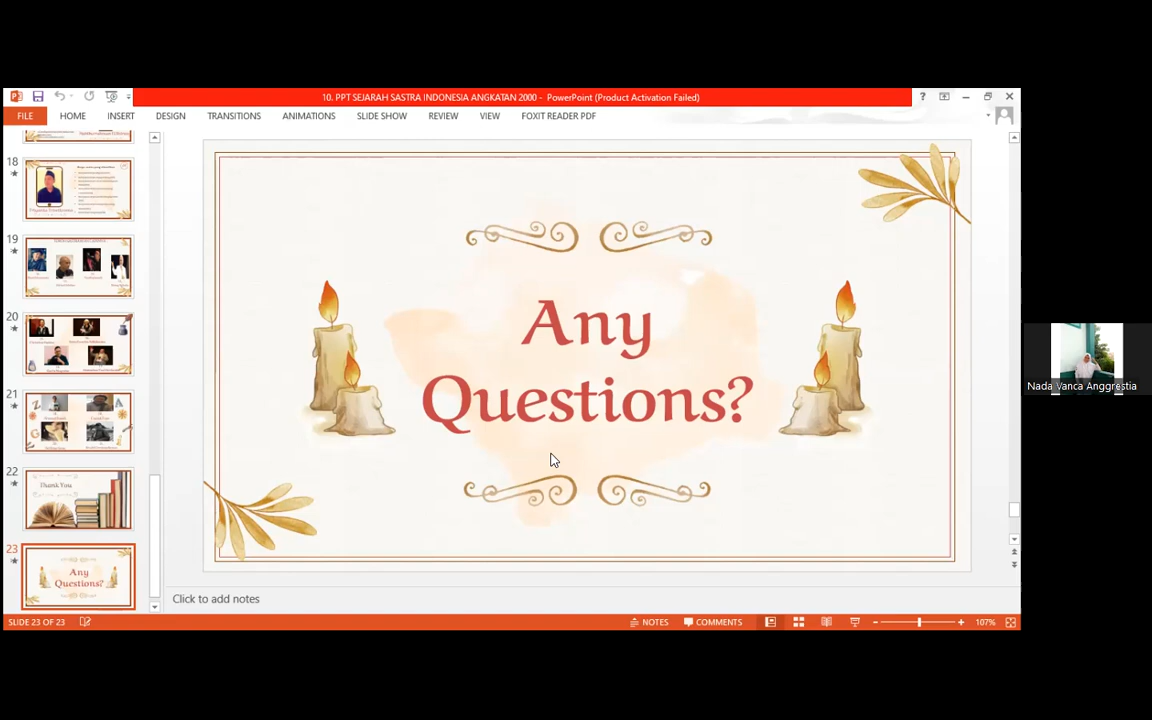 10. PPT SEJARAH SASTRA INDONESIA ANGKATAN 2000 - PowerPoint (Product Activation Failed)
FILE HOME INSERT DESIGN TRANSITIONS ANIMATIONS SLIDE SHOW REVIEW VIEW FOXIT READER PDF
18
19
20
21
22
Thank You
23
Any
Questions?
Any
Questions?
Nada Vanca Anggrestia
Click to add notes
SLIDE 23 OF 23 NOTES COMMENTS 107%